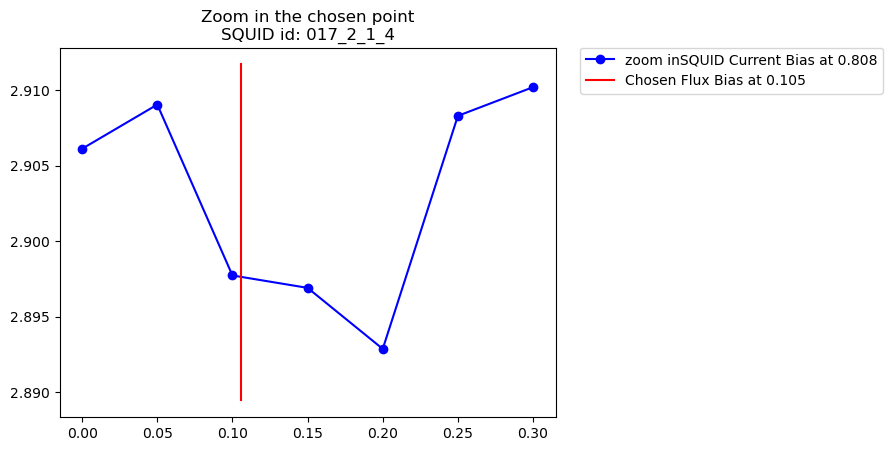 Zoom in the chosen point
SQUID id: 017_2_1_4
zoom inSQUID Current Bias at 0.808
Chosen Flux Bias at 0.105
2.910
2.905
2.900
2.895
2.890
0.00 0.05 0.10 0.15 0.20 0.25 0.30